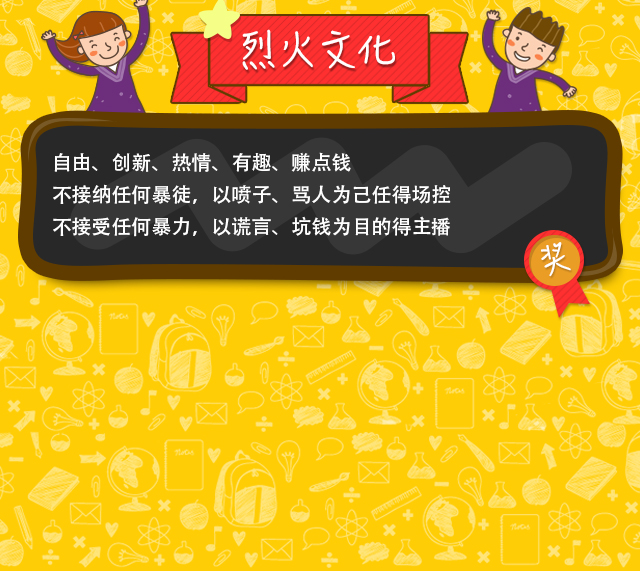 烈火文化
自由、创新、热情、有趣、赚点钱
不接纳任何暴徒，以喷子、骂人为己任得场控
不接受任何暴力，以谎言、坑钱为目的得主播
奖